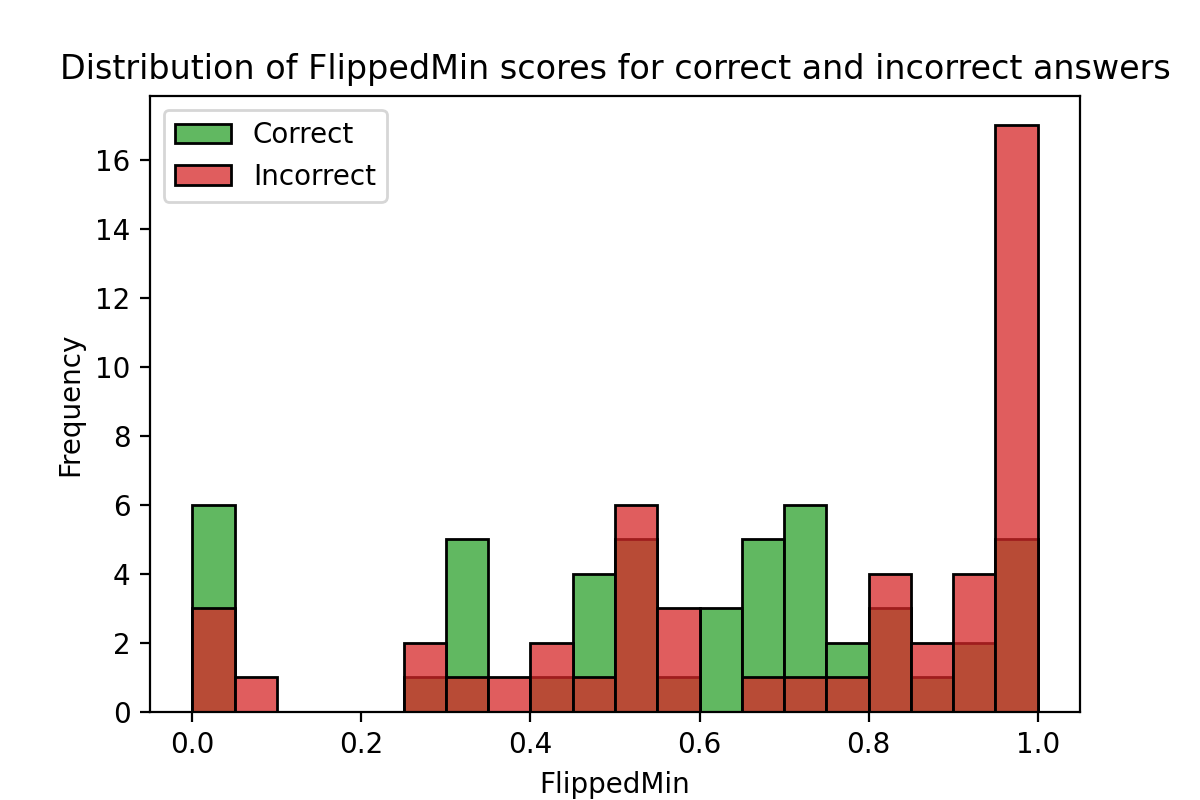 Distribution of FlippedMin scores for correct and incorrect answers
Correct
Incorrect
16
14
12
10
8
6
4
2
0
Frequency
0.0 0.2 0.4 0.6 0.8 1.0
FlippedMin